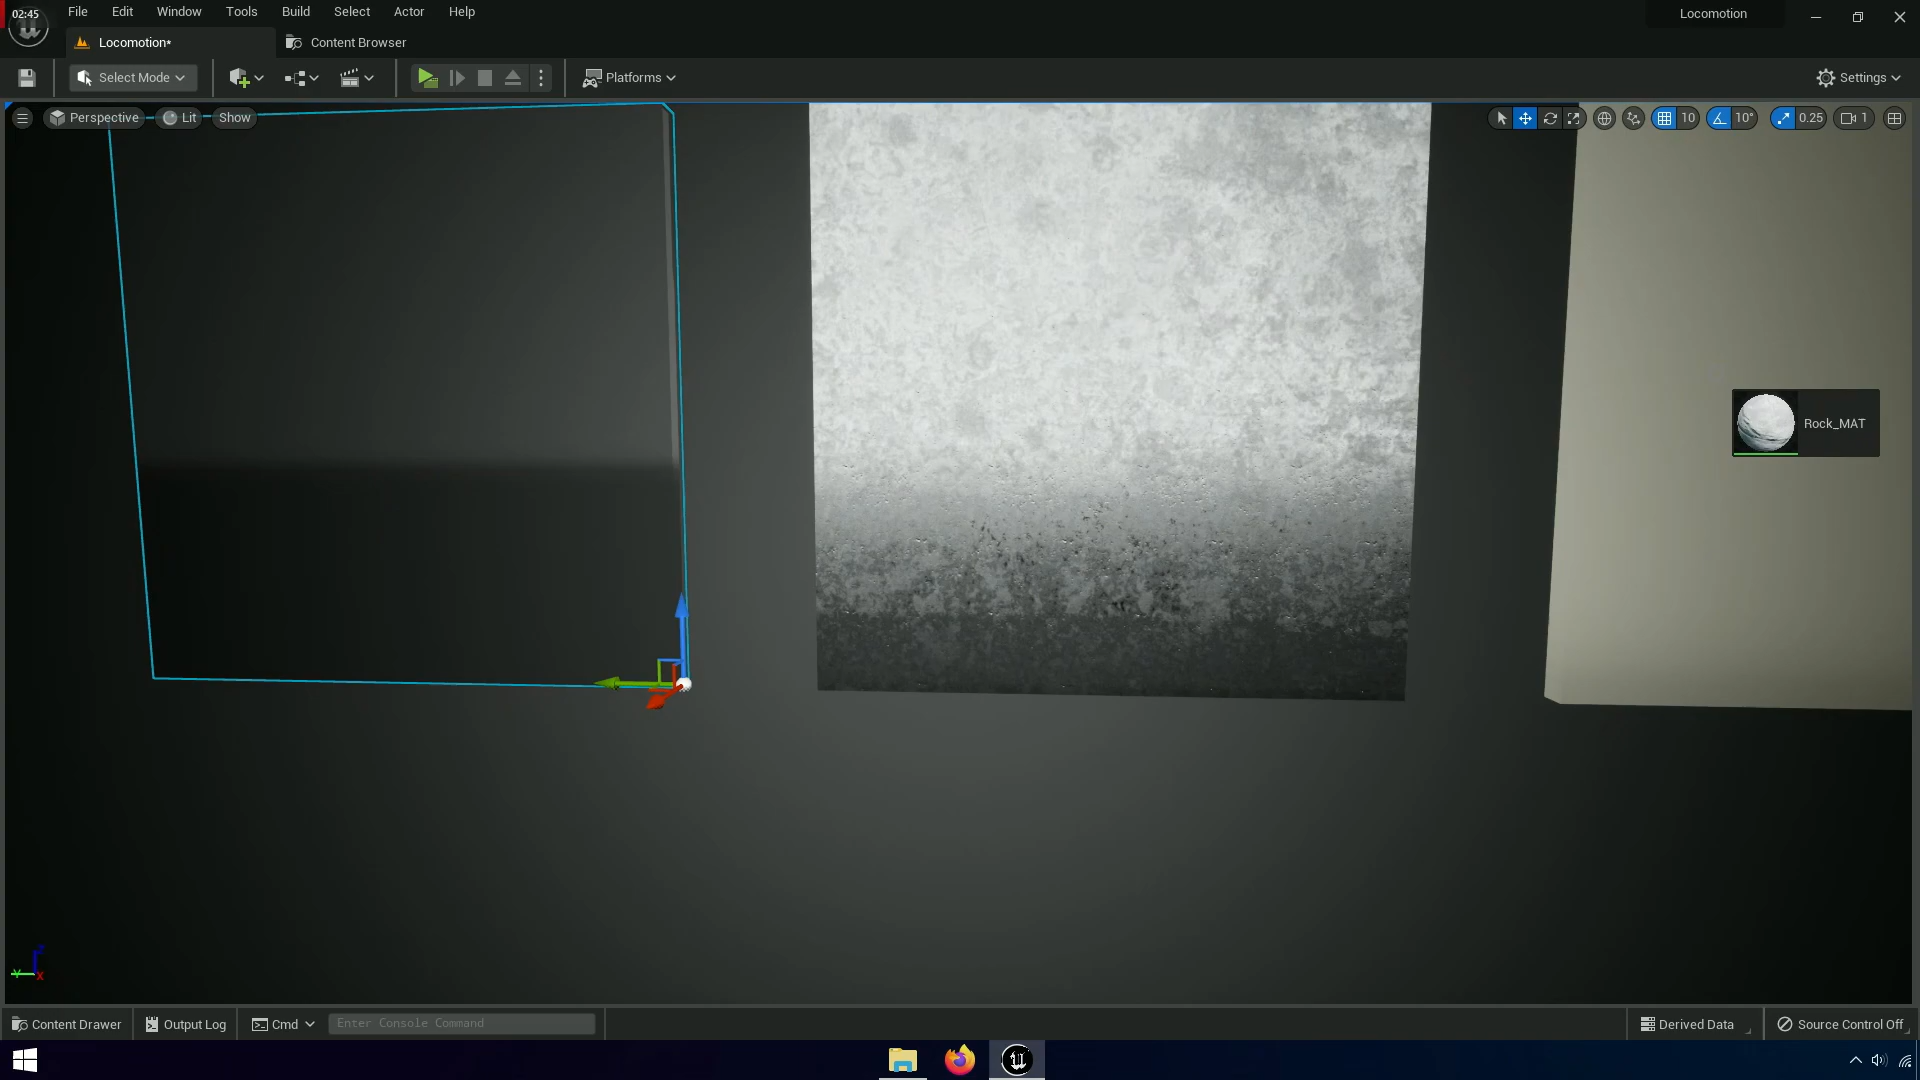 02:45
File Edit Window Tools Build Select Actor Help
Locomotion
Locomotion*
Content Browser
Select Mode
Platforms
Settings
Perspective
Lit
Show
10
10°
0.25
1
Rock_MAT
Z
Y
X
Content Drawer
Output Log
Cmd
Enter Console Command
Derived Data
Source Control Off